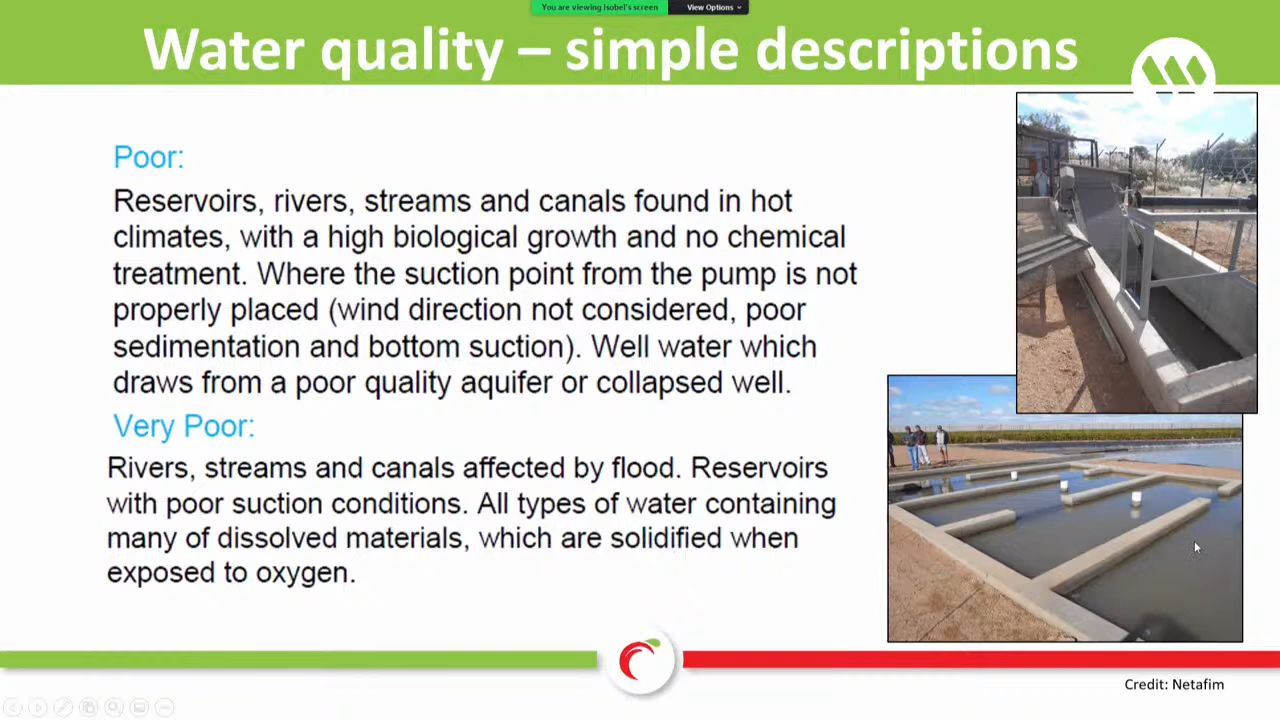 You are viewing Isobel's screen
View Options
Water quality – simple descriptions
Poor:
Reservoirs, rivers, streams and canals found in hot
climates, with a high biological growth and no chemical
treatment. Where the suction point from the pump is not
properly placed (wind direction not considered, poor
sedimentation and bottom suction). Well water which
draws from a poor quality aquifer or collapsed well.
Very Poor:
Rivers, streams and canals affected by flood. Reservoirs
with poor suction conditions. All types of water containing
many of dissolved materials, which are solidified when
exposed to oxygen.
Credit: Netafim